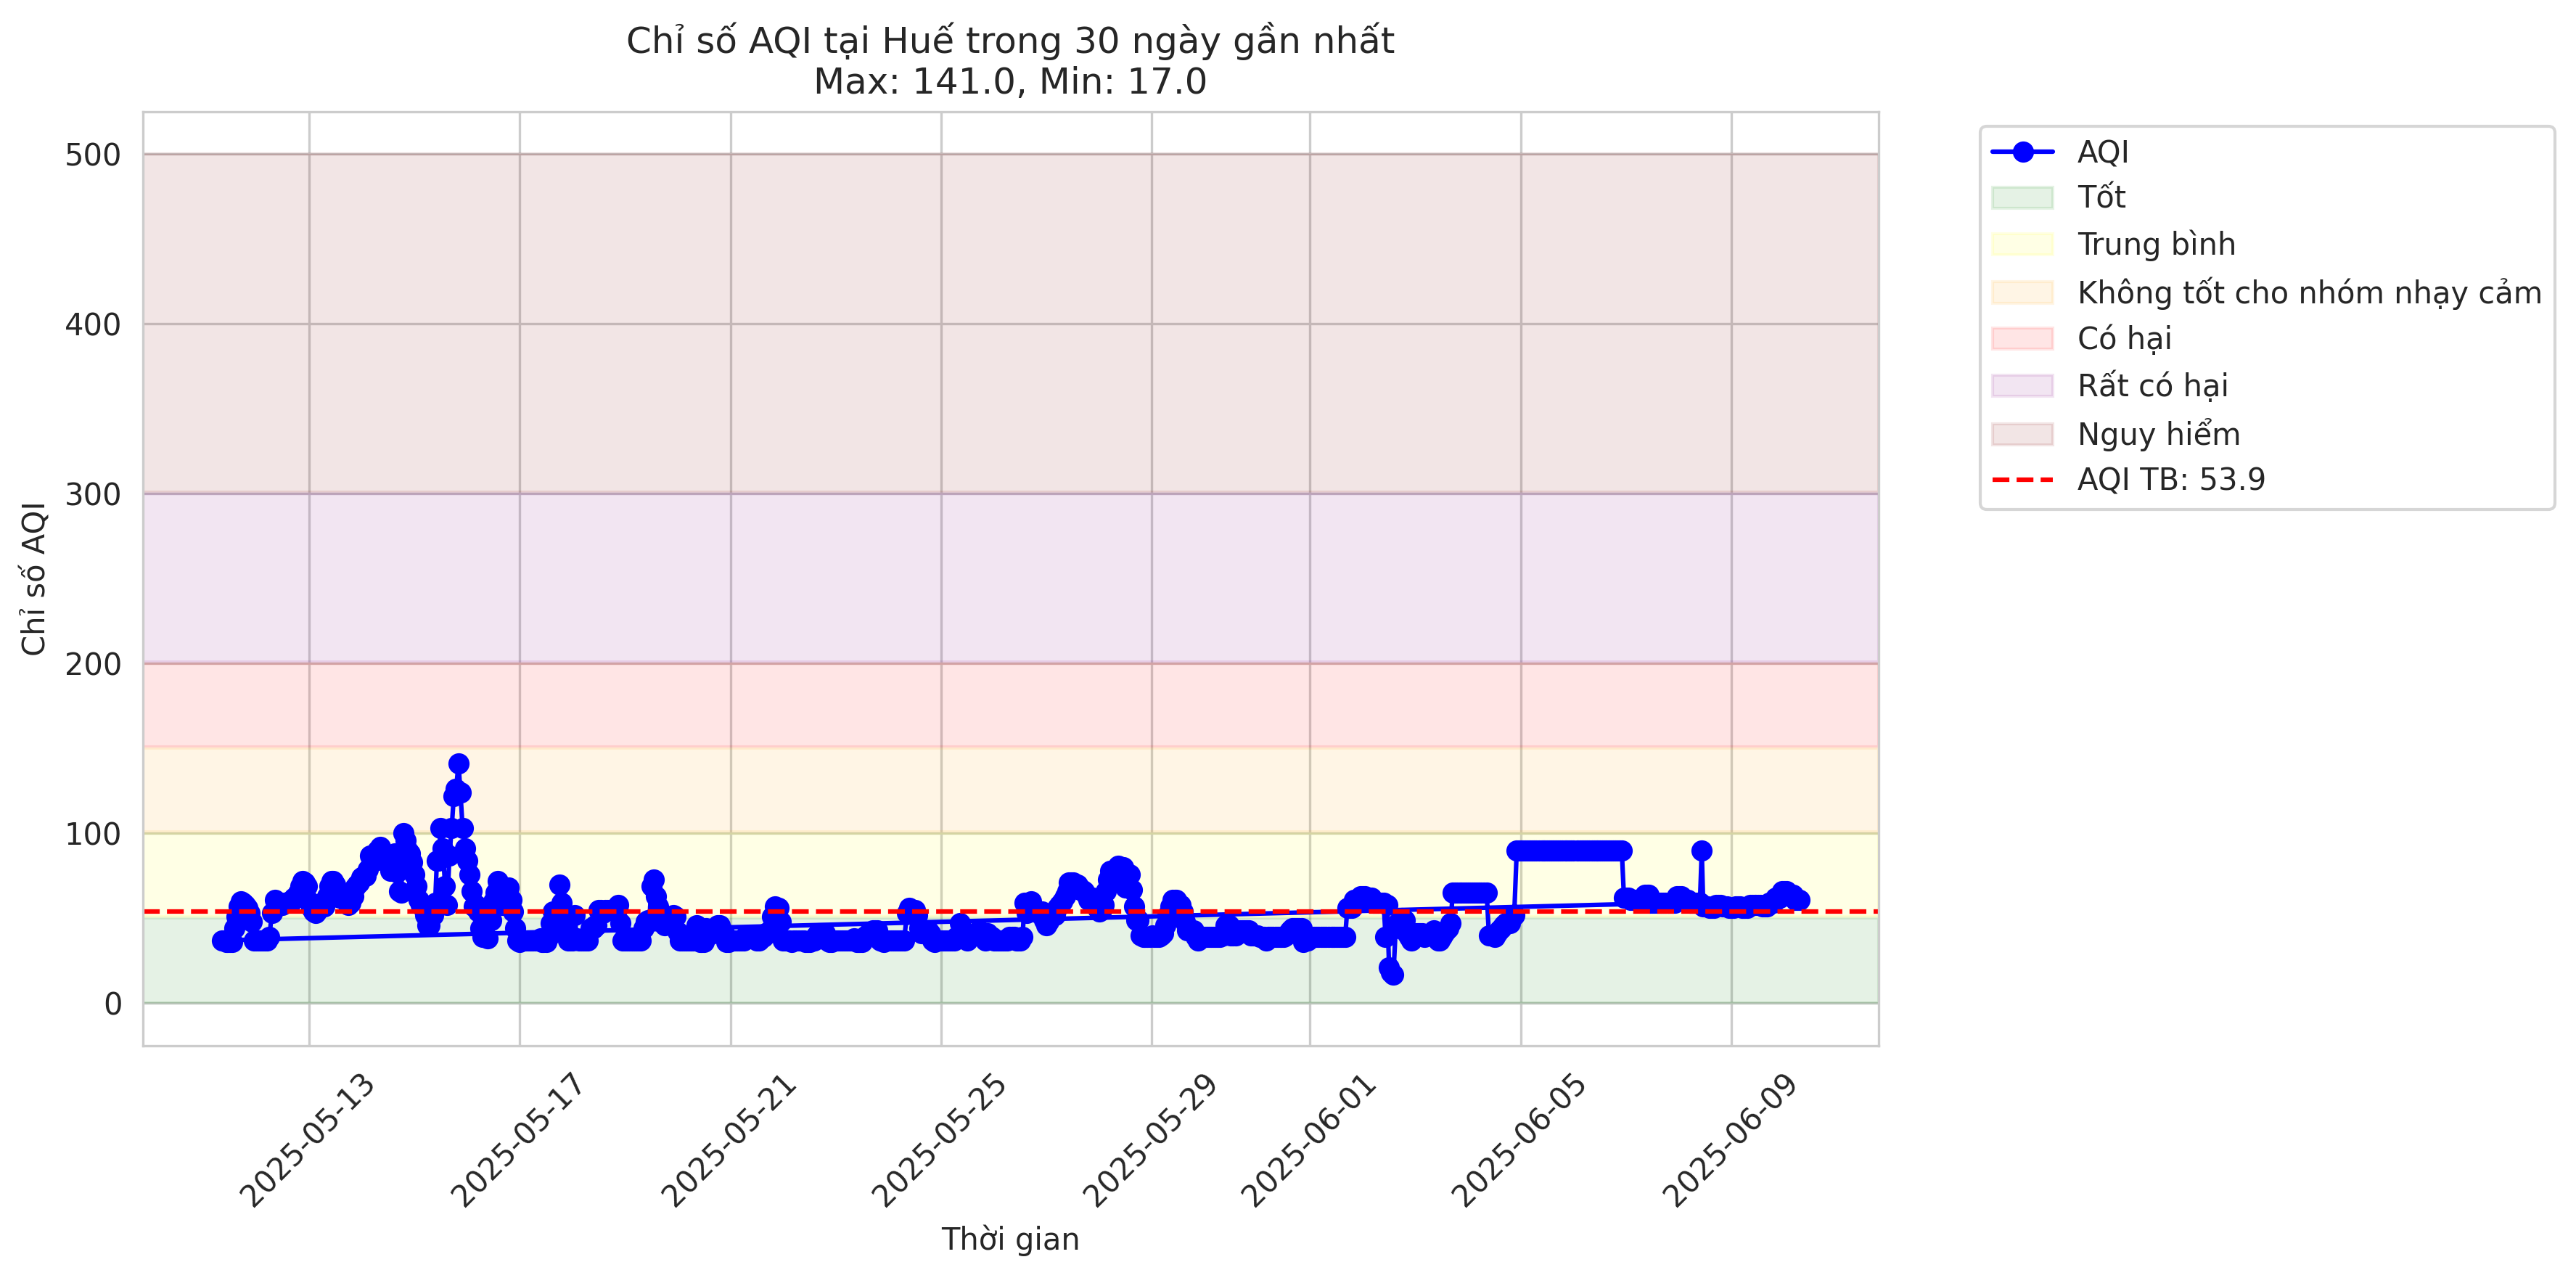 Chỉ số AQI tại Huế trong 30 ngày gần nhất
Max: 141.0, Min: 17.0
Chỉ số AQI
500
400
300
200
100
0
2025-05-13
2025-05-17
2025-05-21
2025-05-25
2025-05-29
2025-06-01
2025-06-05
2025-06-09
Thời gian
AQI
Tốt
Trung bình
Không tốt cho nhóm nhạy cảm
Có hại
Rất có hại
Nguy hiểm
AQI TB: 53.9